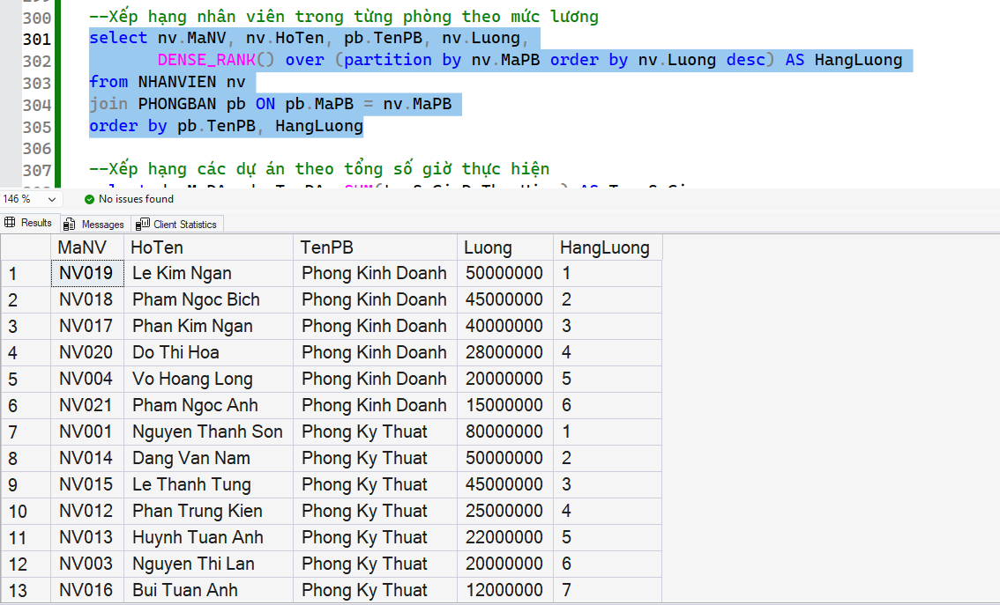 300 --Xếp hạng nhân viên trong từng phòng theo mức lương
301 select nv.MaNV, nv.HoTen, pb.TenPB, nv.Luong,
302 DENSE_RANK() over (partition by nv.MaPB order by nv.Luong desc) AS HangLuong
303 from NHANVIEN nv
304 join PHONGBAN pb ON pb.MaPB = nv.MaPB
305 order by pb.TenPB, HangLuong
306
307 --Xếp hạng các dự án theo tổng số giờ thực hiện
146 % No issues found
Results Messages Client Statistics
MaNV HoTen TenPB Luong HangLuong
1 NV019 Le Kim Ngan Phong Kinh Doanh 50000000 1
2 NV018 Pham Ngoc Bich Phong Kinh Doanh 45000000 2
3 NV017 Phan Kim Ngan Phong Kinh Doanh 40000000 3
4 NV020 Do Thi Hoa Phong Kinh Doanh 28000000 4
5 NV004 Vo Hoang Long Phong Kinh Doanh 20000000 5
6 NV021 Pham Ngoc Anh Phong Kinh Doanh 15000000 6
7 NV001 Nguyen Thanh Son Phong Ky Thuat 80000000 1
8 NV014 Dang Van Nam Phong Ky Thuat 50000000 2
9 NV015 Le Thanh Tung Phong Ky Thuat 45000000 3
10 NV012 Phan Trung Kien Phong Ky Thuat 25000000 4
11 NV013 Huynh Tuan Anh Phong Ky Thuat 22000000 5
12 NV003 Nguyen Thi Lan Phong Ky Thuat 20000000 6
13 NV016 Bui Tuan Anh Phong Ky Thuat 12000000 7